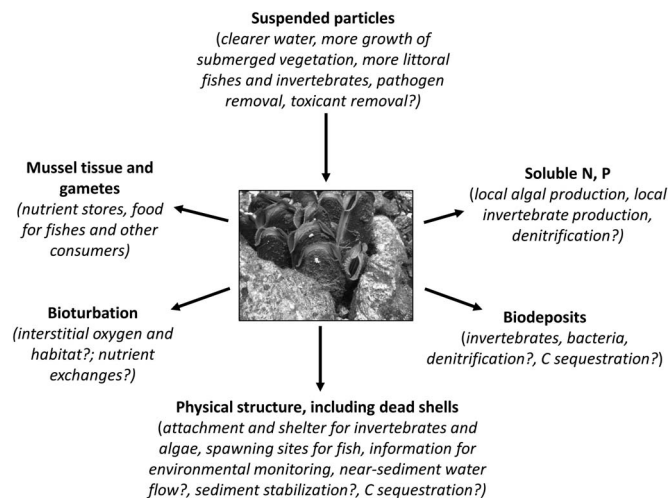 Suspended particles
(clearer water, more growth of
submerged vegetation, more littoral
fishes and invertebrates, pathogen
removal, toxicant removal?)
Mussel tissue and
gametes
(nutrient stores, food
for fishes and other
consumers)
Soluble N, P
(local algal production, local
invertebrate production,
denitrification?)
Bioturbation
(interstitial oxygen and
habitat?; nutrient
exchanges?)
Biodeposits
(invertebrates, bacteria,
denitrification?, C sequestration?)
Physical structure, including dead shells
(attachment and shelter for invertebrates and
algae, spawning sites for fish, information for
environmental monitoring, near-sediment water
flow?, sediment stabilization?, C sequestration?)